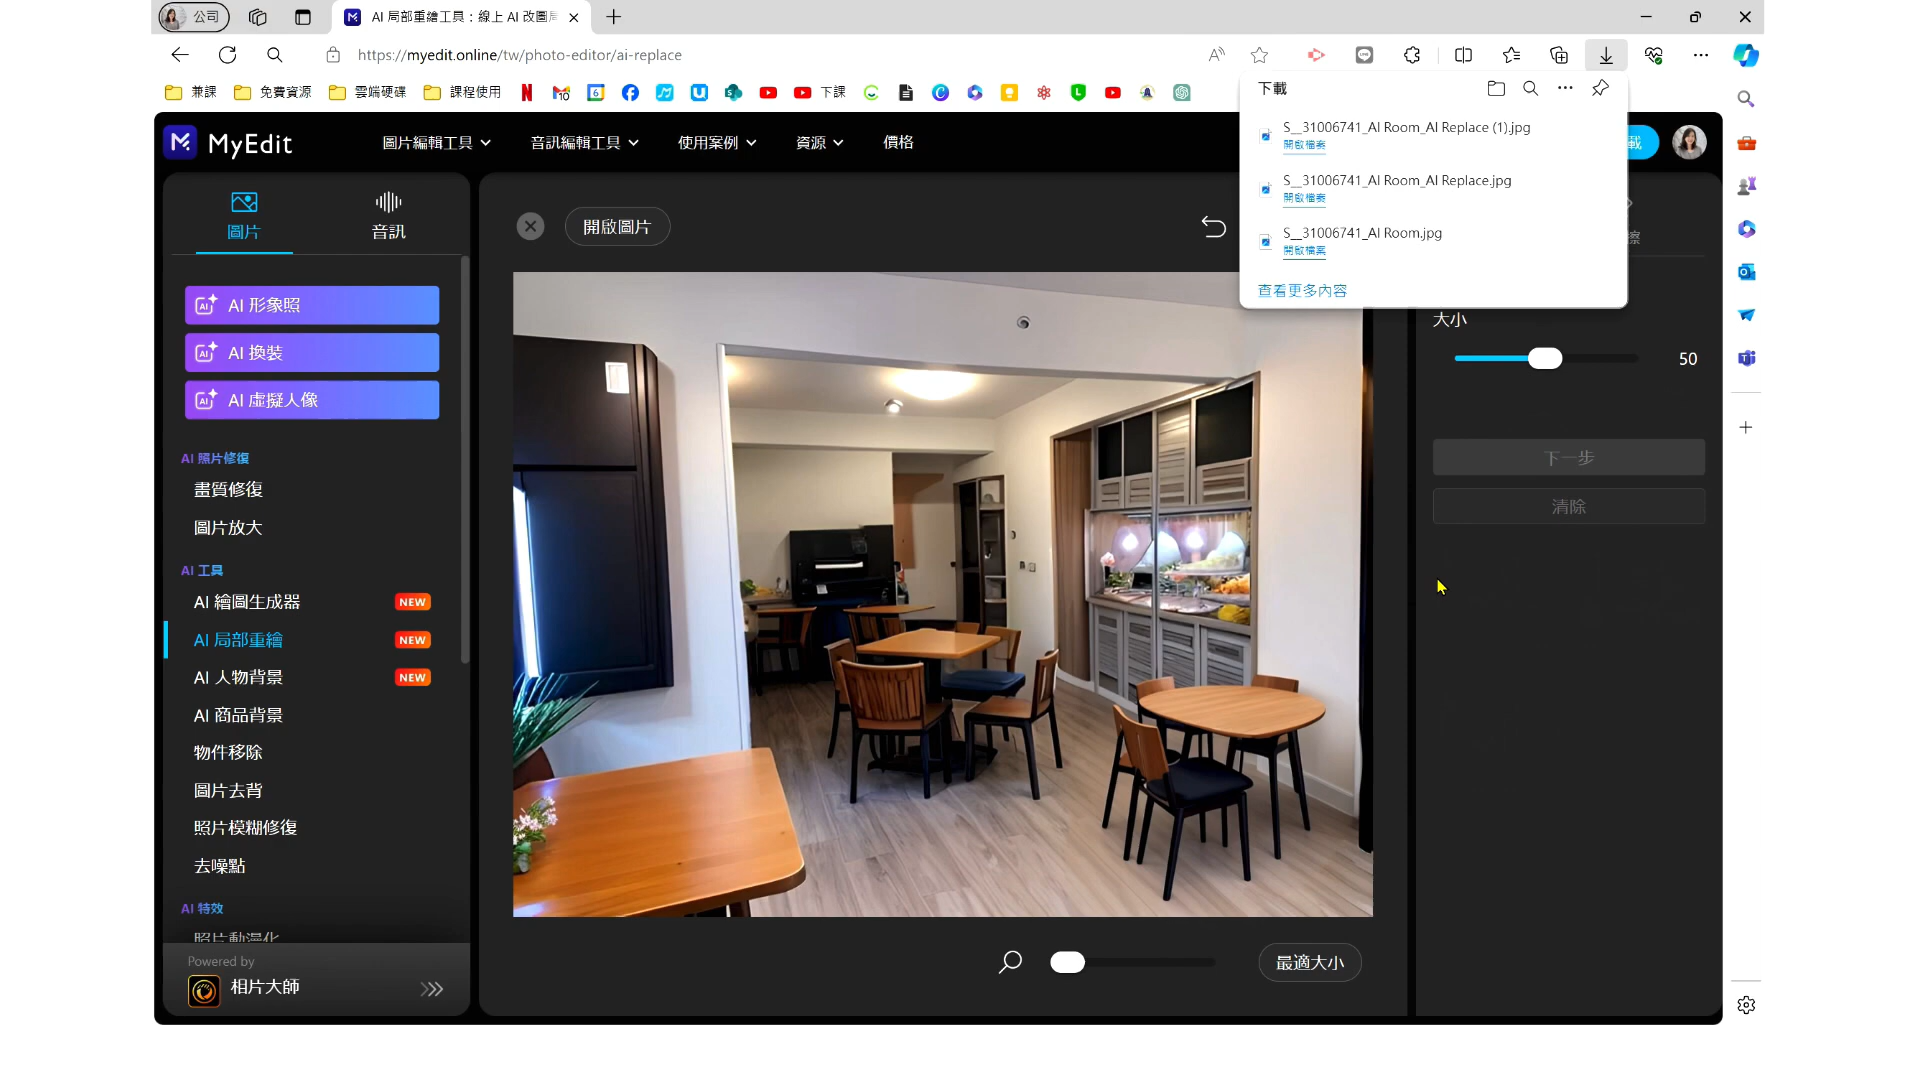 公司
AI 局部重繪工具：線上 AI 改圖
https://myedit.online/tw/photo-editor/ai-replace
兼課
免費資源
雲端硬碟
課程使用
下課
下載
S__31006741_AI Room_AI Replace (1).jpg
開啟檔案
S__31006741_AI Room_AI Replace.jpg
開啟檔案
S__31006741_AI Room.jpg
開啟檔案
查看更多內容
MyEdit
圖片編輯工具
音訊編輯工具
使用案例
資源
價格
載
圖片
音訊
開啟圖片
擦
AI 形象照
AI 換裝
AI 虛擬人像
大小
50
下一步
清除
AI 照片修復
畫質修復
圖片放大
AI 工具
AI 繪圖生成器
NEW
AI 局部重繪
NEW
AI 人物背景
NEW
AI 商品背景
物件移除
圖片去背
照片模糊修復
去噪點
AI 特效
照片動漫化
Powered by
相片大師
最適大小